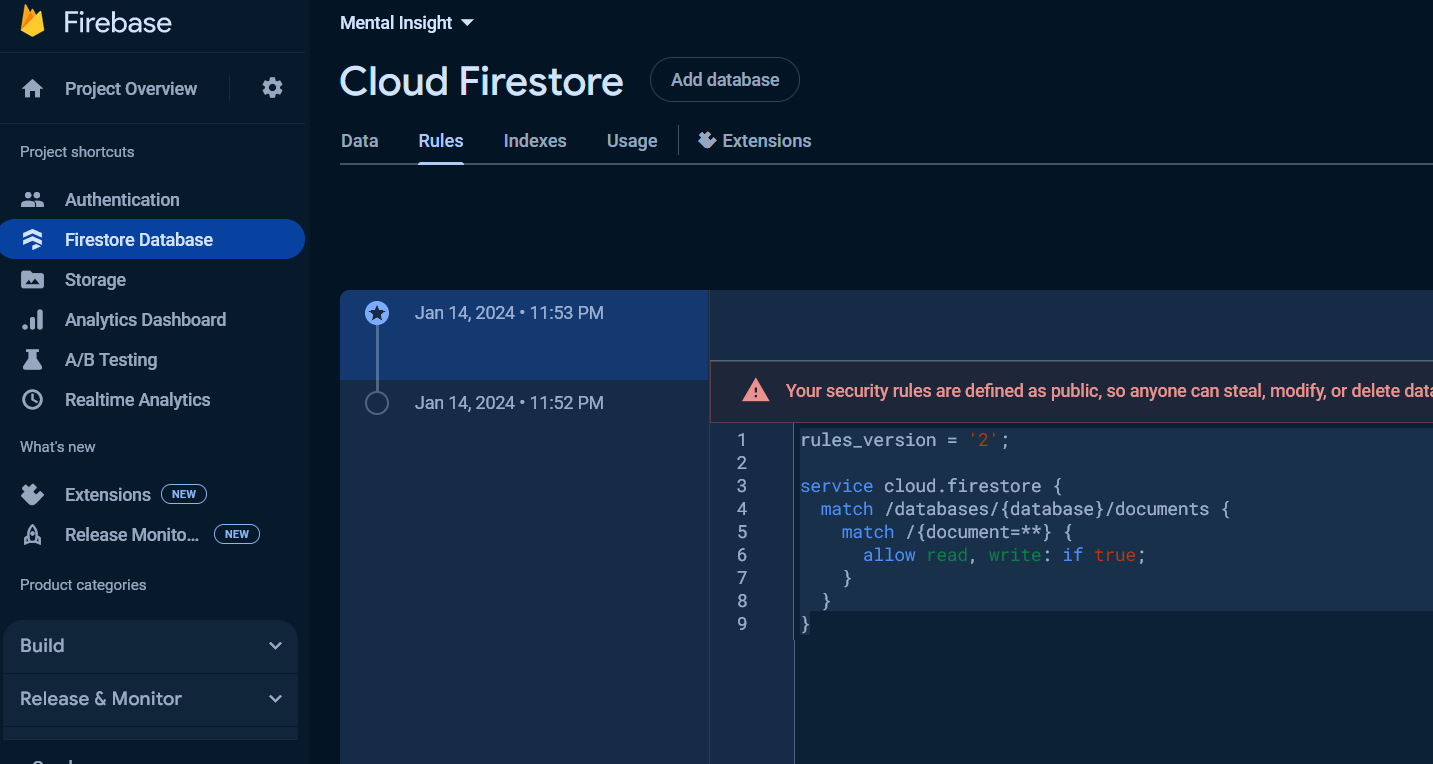 Firebase
Project Overview
Project shortcuts
Authentication
Firestore Database
Storage
Analytics Dashboard
A/B Testing
Realtime Analytics
What's new
Extensions NEW
Release Monito... NEW
Product categories
Build
Release & Monitor
Mental Insight
Cloud Firestore
Add database
Data Rules Indexes Usage Extensions
Jan 14, 2024 • 11:53 PM
Jan 14, 2024 • 11:52 PM
Your security rules are defined as public, so anyone can steal, modify, or delete data
1 rules_version = '2';
2
3 service cloud.firestore {
4 match /databases/{database}/documents {
5 match /{document=**} {
6 allow read, write: if true;
7 }
8 }
9 }